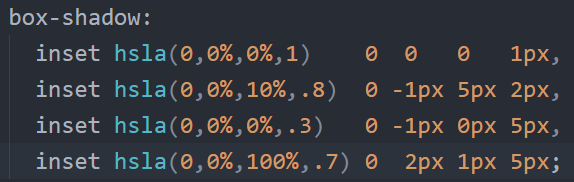 box-shadow:
  inset hsla(0,0%,0%,1)    0  0   0   1px,
  inset hsla(0,0%,10%,.8)  0 -1px 5px 2px,
  inset hsla(0,0%,0%,.3)   0 -1px 0px 5px,
  inset hsla(0,0%,100%,.7) 0  2px 1px 5px;